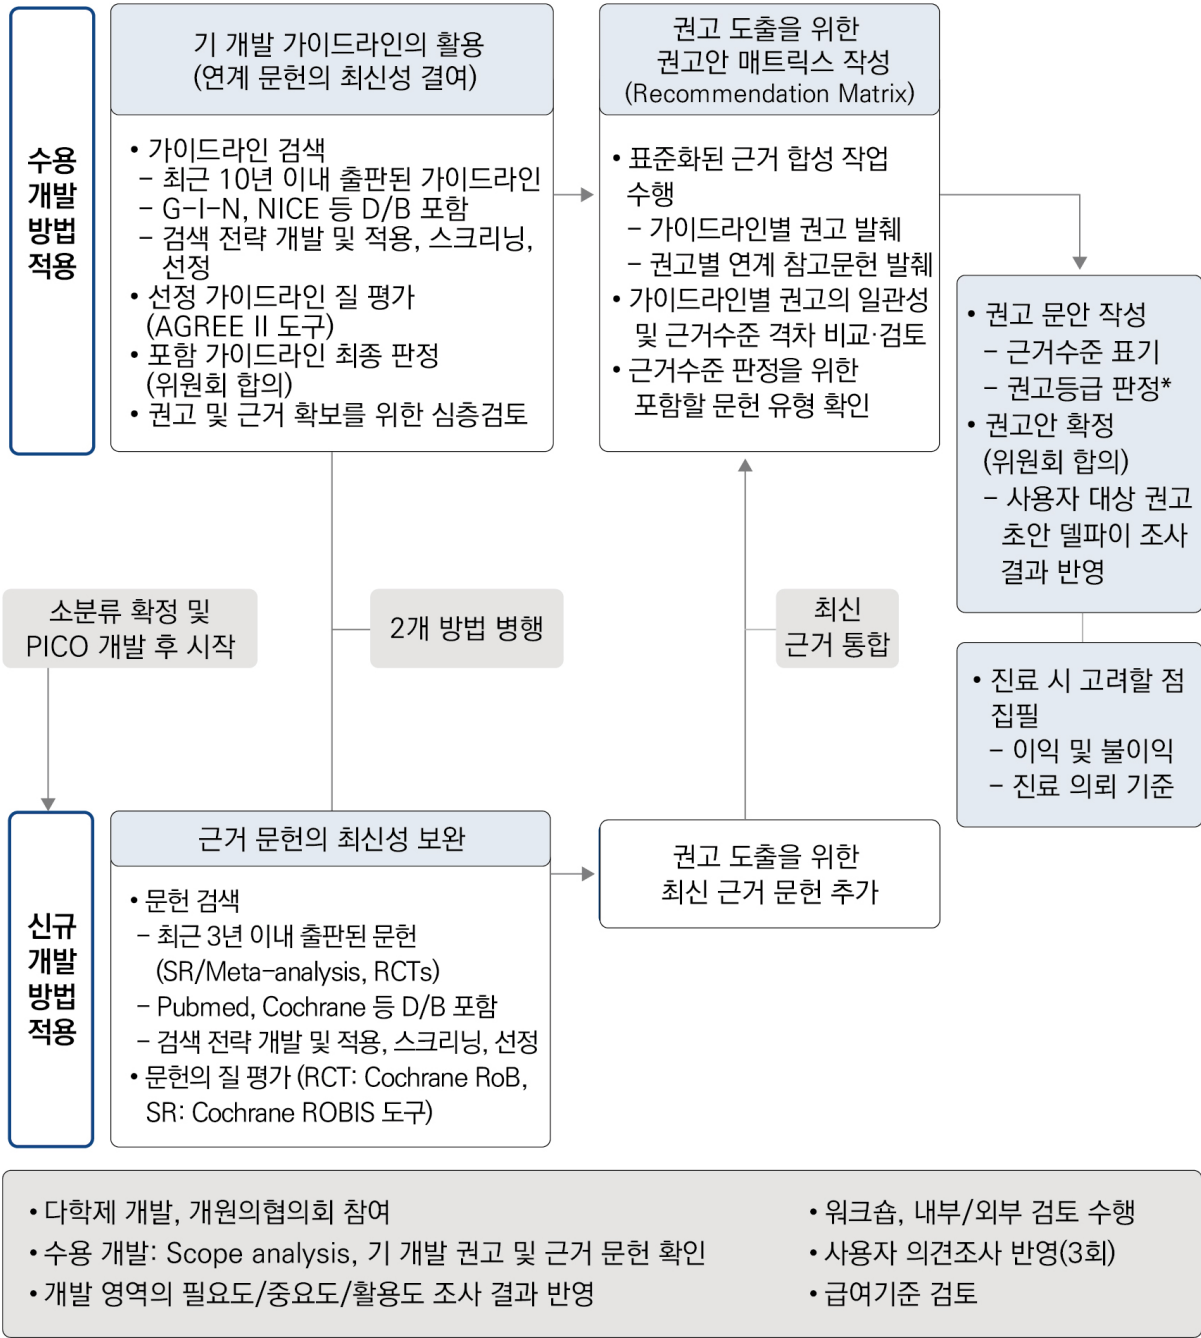 수용
개발
방법
적용
기 개발 가이드라인의 활용
(연계 문헌의 최신성 결여)
• 가이드라인 검색
– 최근 10년 이내 출판된 가이드라인
– G-I-N, NICE 등 D/B 포함
– 검색 전략 개발 및 적용, 스크리닝,
선정
• 선정 가이드라인 질 평가
(AGREE II 도구)
• 포함 가이드라인 최종 판정
(위원회 합의)
• 권고 및 근거 확보를 위한 심층검토
권고 도출을 위한
권고안 매트릭스 작성
(Recommendation Matrix)
• 표준화된 근거 합성 작업
수행
– 가이드라인별 권고 발췌
– 권고별 연계 참고문헌 발췌
• 가이드라인별 권고의 일관성
및 근거수준 격차 비교·검토
• 근거수준 판정을 위한
포함할 문헌 유형 확인
• 권고 문안 작성
– 근거수준 표기
– 권고등급 판정*
• 권고안 확정
(위원회 합의)
– 사용자 대상 권고
초안 델파이 조사
결과 반영
• 진료 시 고려할 점
집필
– 이익 및 불이익
– 진료 의뢰 기준
소분류 확정 및
PICO 개발 후 시작
2개 방법 병행
최신
근거 통합
신규
개발
방법
적용
근거 문헌의 최신성 보완
• 문헌 검색
– 최근 3년 이내 출판된 문헌
(SR/Meta-analysis, RCTs)
– Pubmed, Cochrane 등 D/B 포함
– 검색 전략 개발 및 적용, 스크리닝, 선정
• 문헌의 질 평가 (RCT: Cochrane RoB,
SR: Cochrane ROBIS 도구)
권고 도출을 위한
최신 근거 문헌 추가
• 다학제 개발, 개원의협의회 참여
• 수용 개발: Scope analysis, 기 개발 권고 및 근거 문헌 확인
• 개발 영역의 필요도/중요도/활용도 조사 결과 반영
• 워크숍, 내부/외부 검토 수행
• 사용자 의견조사 반영(3회)
• 급여기준 검토